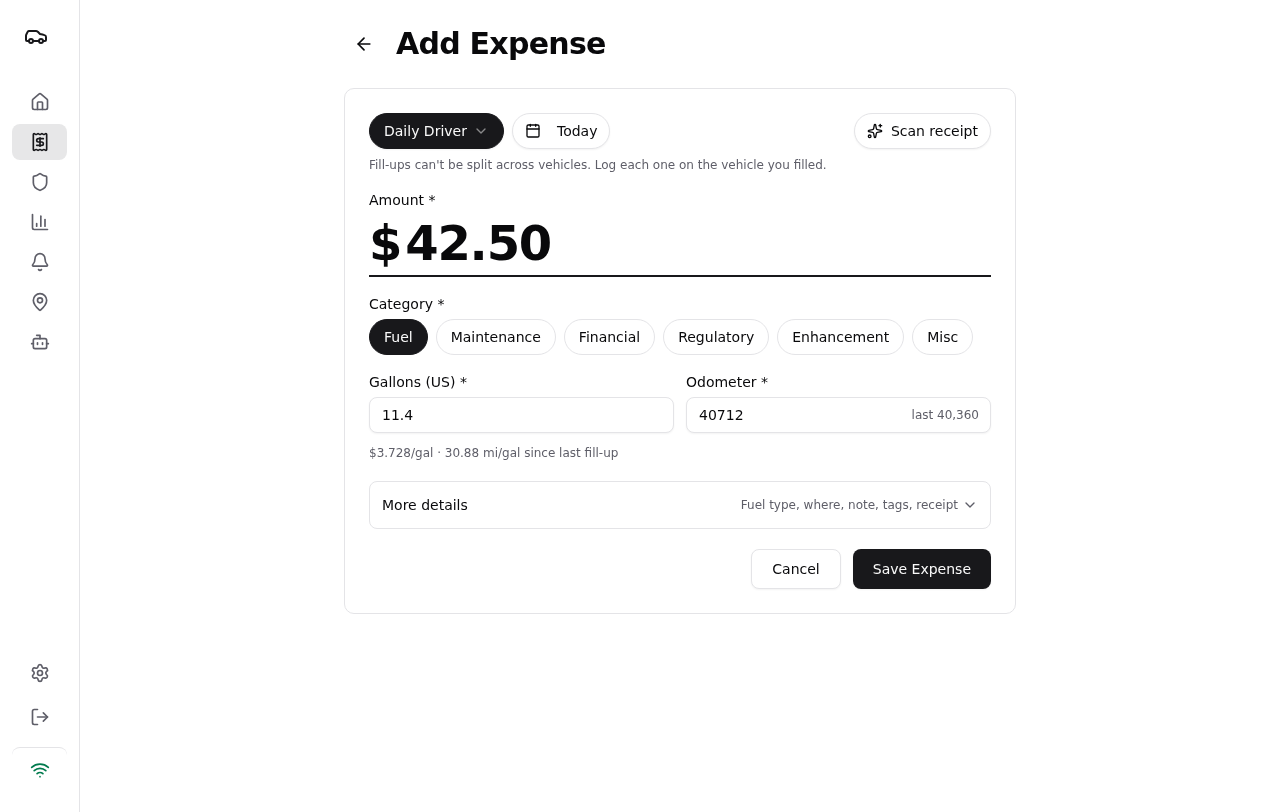 Add Expense
Daily Driver
Today
Scan receipt
Fill-ups can't be split across vehicles. Log each one on the vehicle you filled.
Amount *
$ 42.50
Category *
Fuel
Maintenance
Financial
Regulatory
Enhancement
Misc
Gallons (US) *
Odometer *
11.4
40712
last 40,360
$3.728/gal · 30.88 mi/gal since last fill-up
More details
Fuel type, where, note, tags, receipt
Cancel
Save Expense